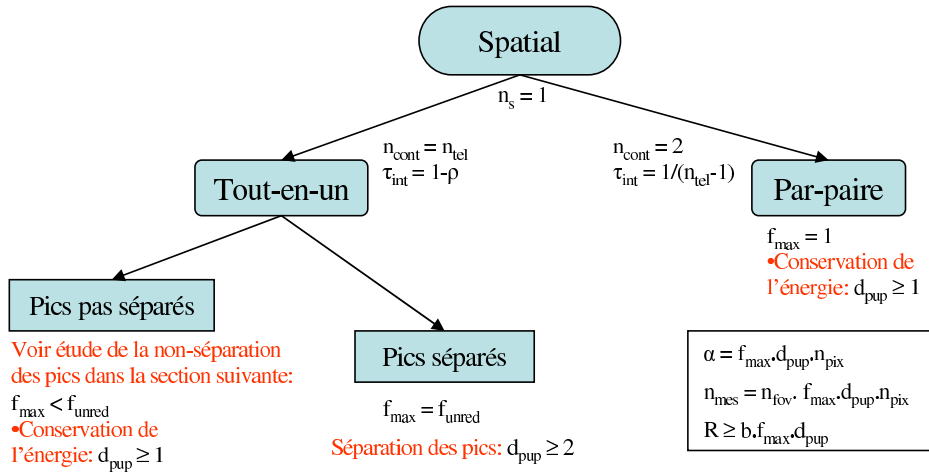 Spatial
n_s = 1
n_cont = n_tel
τ_int = 1-ρ
n_cont = 2
τ_int = 1/(n_tel-1)
Tout-en-un
Par-paire
f_max = 1
•Conservation de
l'énergie: d_pup ≥ 1
Pics pas séparés
Voir étude de la non-séparation
des pics dans la section suivante:
f_max < f_unred
•Conservation de
l'énergie: d_pup ≥ 1
Pics séparés
f_max = f_unred
Séparation des pics: d_pup ≥ 2
α = f_max.d_pup.n_pix
n_mes = n_fov. f_max.d_pup.n_pix
R ≥ b.f_max.d_pup